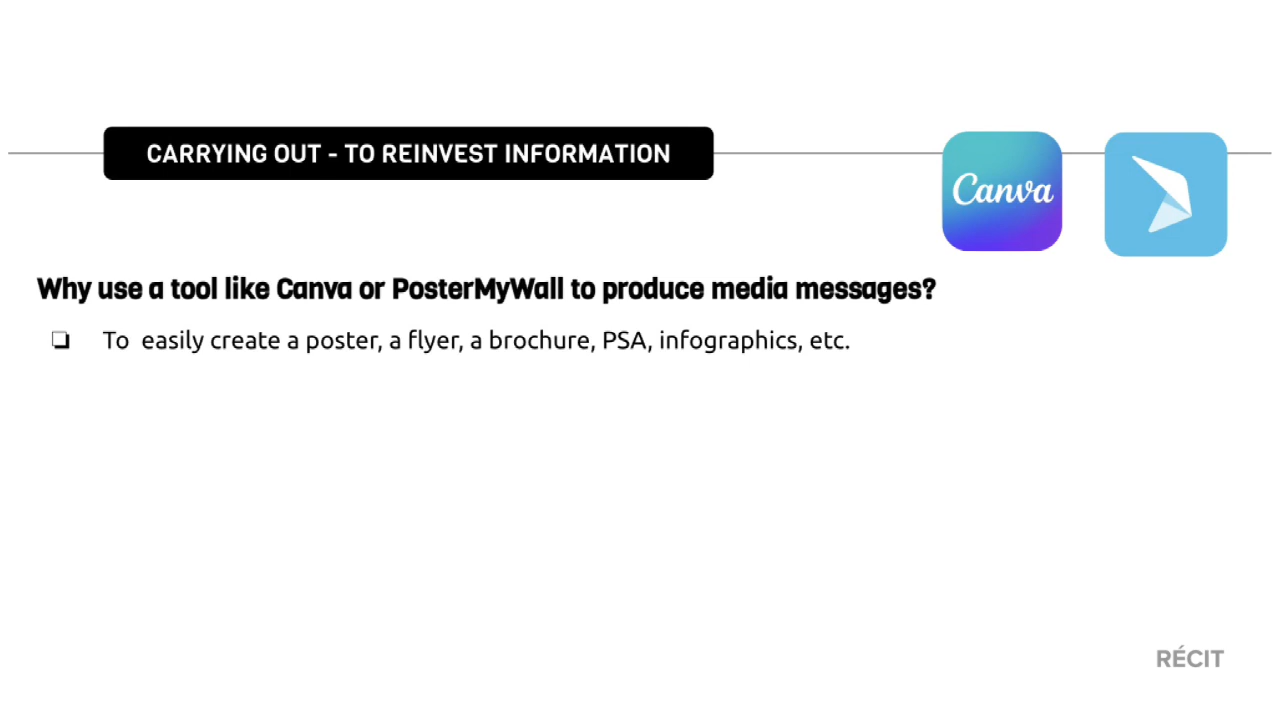 CARRYING OUT - TO REINVEST INFORMATION
Canva
Why use a tool like Canva or PosterMyWall to produce media messages?
❏ To easily create a poster, a flyer, a brochure, PSA, infographics, etc.
RÉCIT